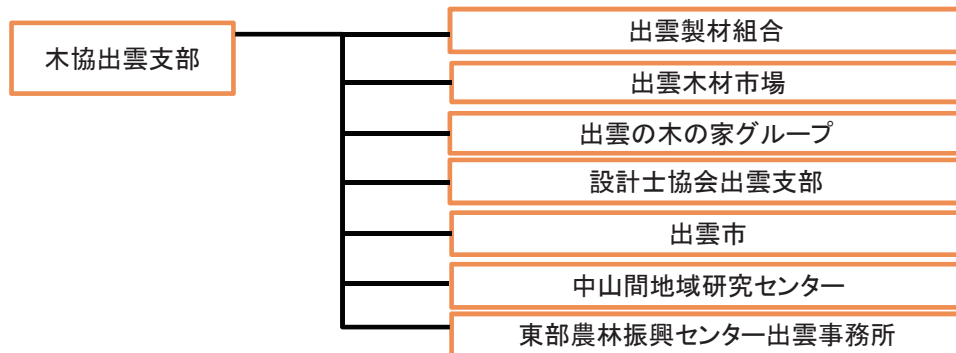 木協出雲支部
出雲製材組合
出雲木材市場
出雲の木の家グループ
設計士協会出雲支部
出雲市
中山間地域研究センター
東部農林振興センター出雲事務所